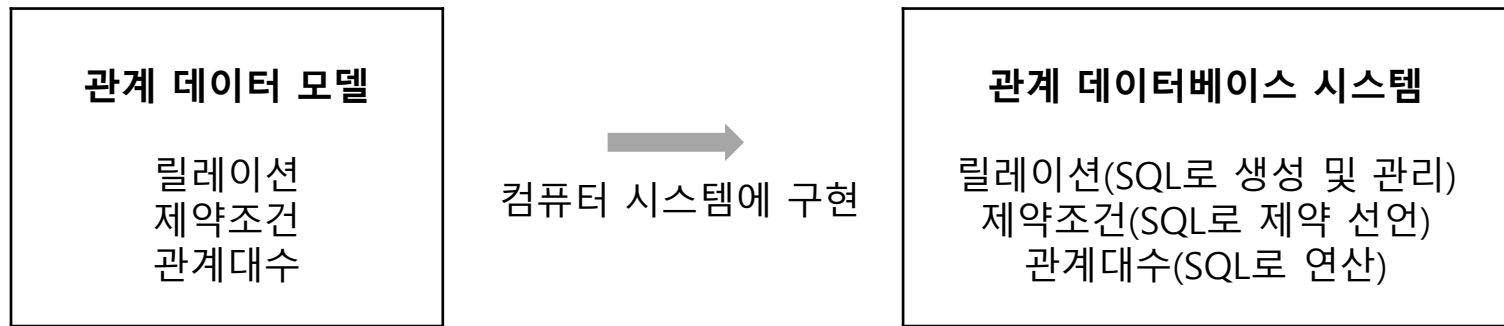 관계 데이터 모델
릴레이션
제약조건
관계대수
컴퓨터 시스템에 구현
관계 데이터베이스 시스템
릴레이션(SQL로 생성 및 관리)
제약조건(SQL로 제약 선언)
관계대수(SQL로 연산)